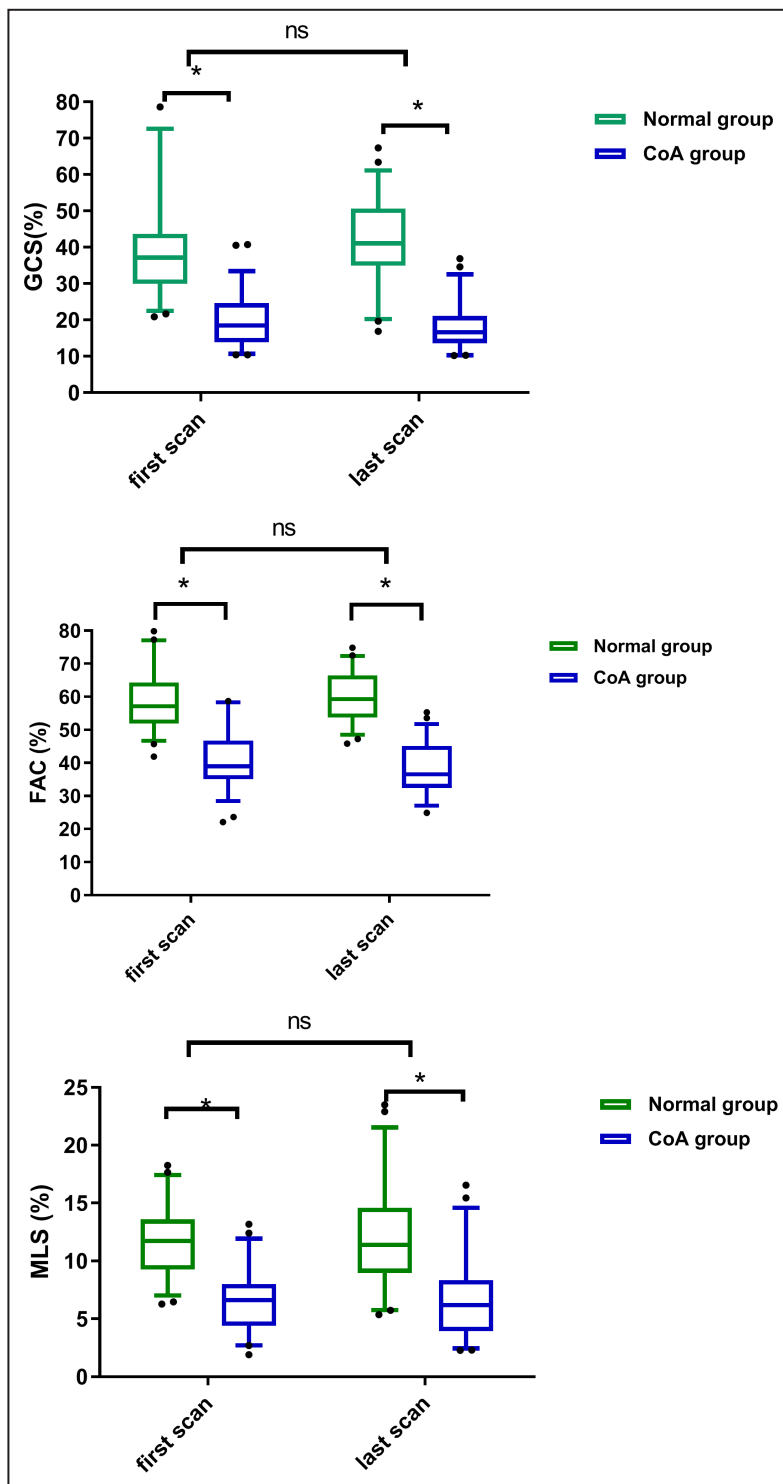 ns
*
*
80
70
60
50
40
30
20
10
0
GCS(%)
Normal group
CoA group
first scan
last scan
ns
*
*
80
70
60
50
40
30
20
10
0
FAC (%)
Normal group
CoA group
first scan
last scan
ns
*
*
25
20
15
10
5
0
MLS (%)
Normal group
CoA group
first scan
last scan